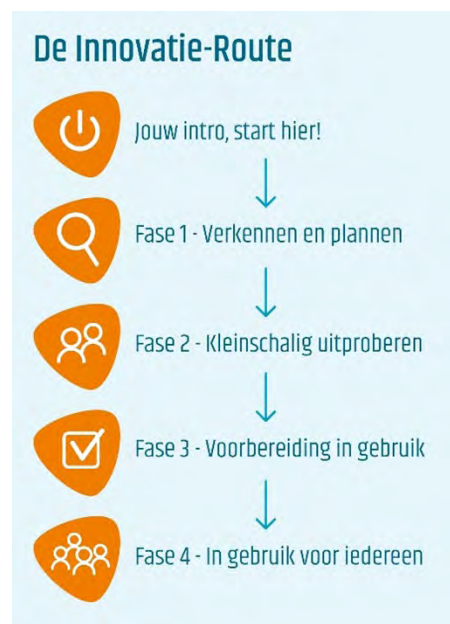 De Innovatie-Route
Jouw intro, start hier!
Fase 1 - Verkennen en plannen
Fase 2 - Kleinschalig uitproberen
Fase 3 - Voorbereiding in gebruik
Fase 4 - In gebruik voor iedereen